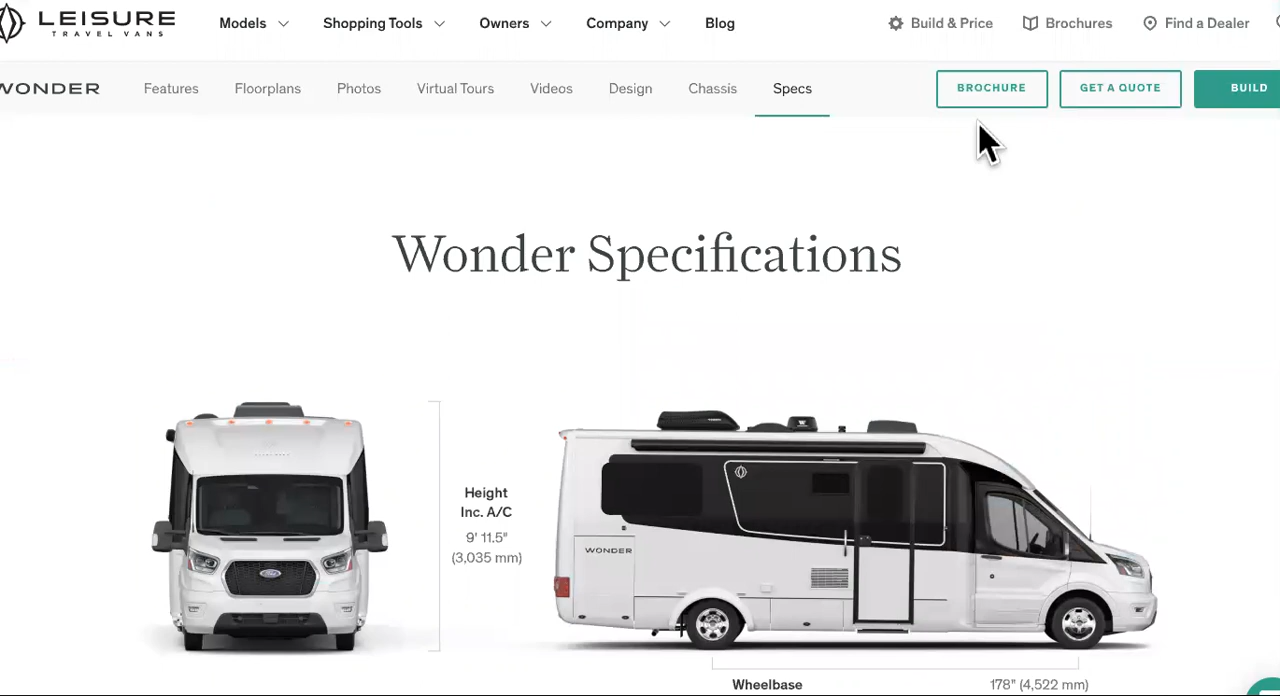 LEISURE
TRAVEL VANS
Models
Shopping Tools
Owners
Company
Blog
Build & Price
Brochures
Find a Dealer
WONDER
Features
Floorplans
Photos
Virtual Tours
Videos
Design
Chassis
Specs
BROCHURE
GET A QUOTE
BUILD
Wonder Specifications
Height
Inc. A/C
9' 11.5"
(3,035 mm)
Ford
WONDER
Wheelbase
178" (4,522 mm)